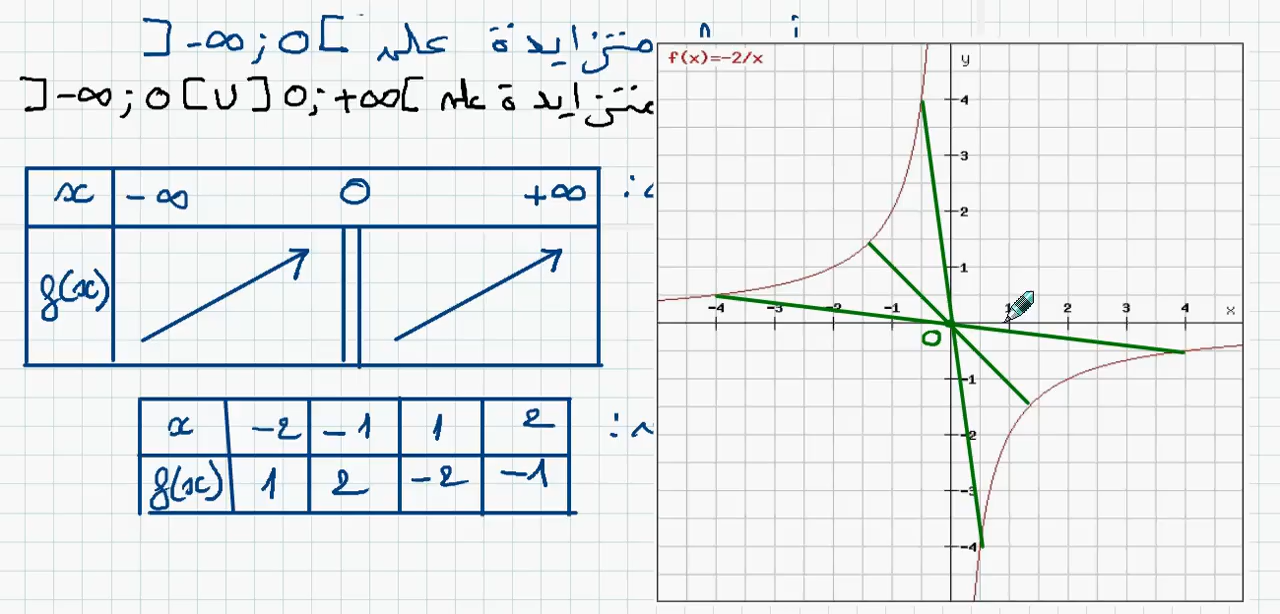 متزايدة على ]-∞;0[
متزايدة على ]-∞;0[∪]0;+∞[
x -∞ 0 +∞
f(x)
x -2 -1 1 2
f(x) 1 2 -2 -1
f(x)=-2/x
y
4
3
2
1
-4 -3 -2 -1 1 2 3 4 x
O
-1
-2
-3
-4